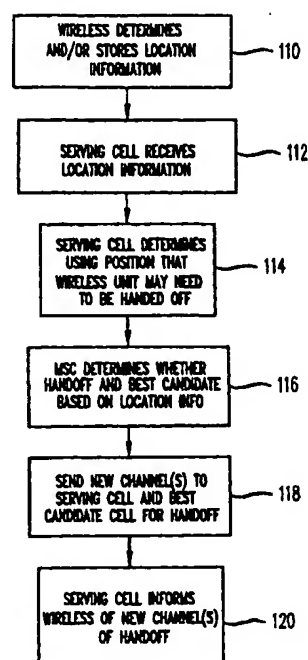 WIRELESS DETERMINES
AND/OR STORES LOCATION
INFORMATION
110
SERVING CELL RECEIVES
LOCATION INFORMATION
112
SERVING CELL DETERMINES
USING POSITION THAT
WIRELESS UNIT MAY NEED
TO BE HANDED OFF
114
MSC DETERMINES WHETHER
HANDOFF AND BEST CANDIDATE
BASED ON LOCATION INFO
116
SEND NEW CHANNEL(S) TO
SERVING CELL AND BEST
CANDIDATE CELL FOR HANDOFF
118
SERVING CELL INFORMS
WIRELESS OF NEW CHANNEL(S)
OF HANDOFF
120